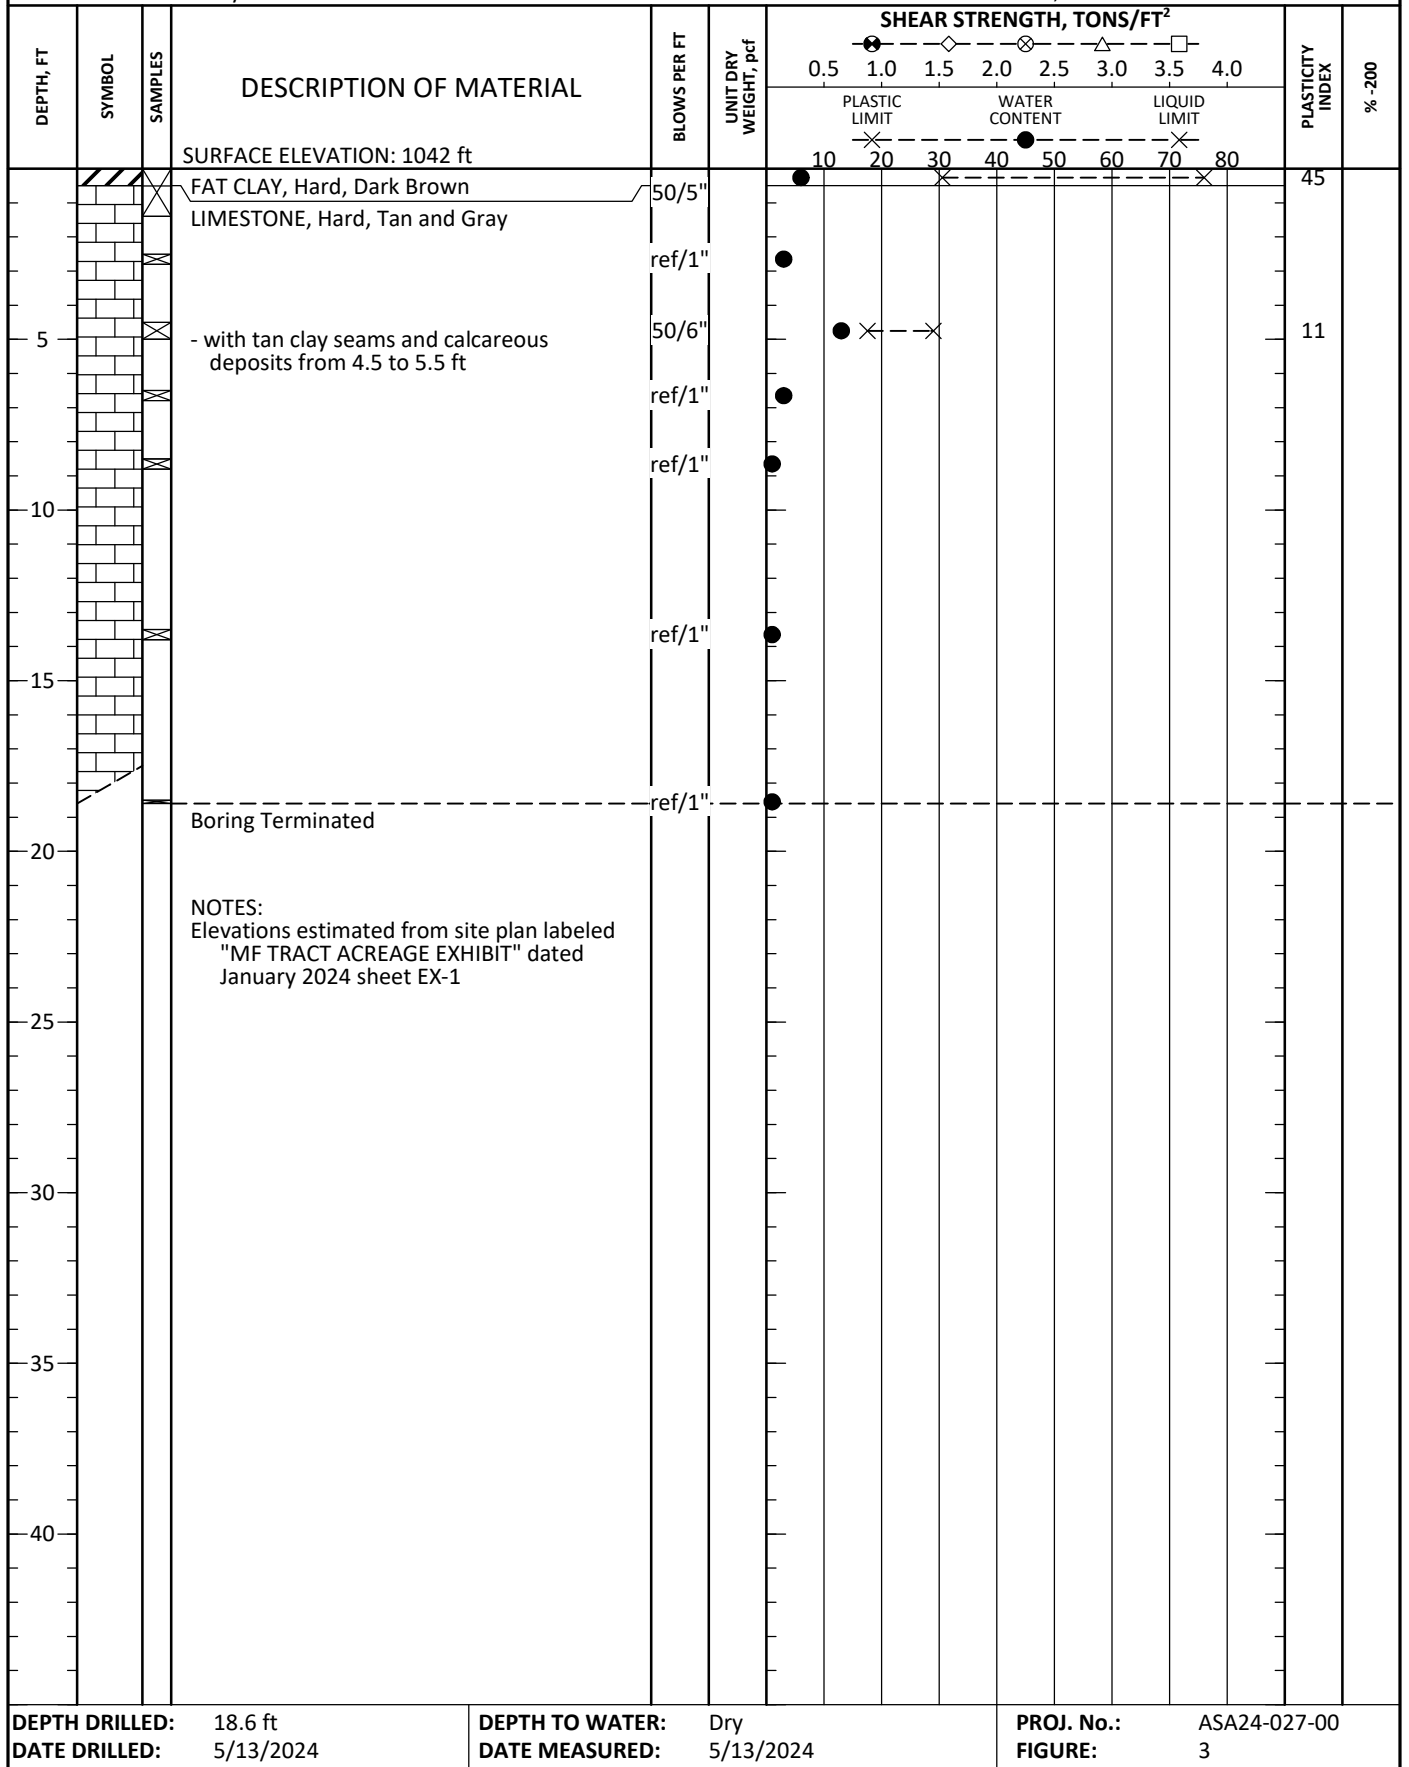 SHEAR STRENGTH, TONS/FT²
DEPTH, FT
SYMBOL
SAMPLES
DESCRIPTION OF MATERIAL
BLOWS PER FT
UNIT DRY
WEIGHT, pcf
0.5 1.0 1.5 2.0 2.5 3.0 3.5 4.0
PLASTIC
LIMIT
WATER
CONTENT
LIQUID
LIMIT
10 20 30 40 50 60 70 80
PLASTICITY
INDEX
% -200
SURFACE ELEVATION: 1042 ft
FAT CLAY, Hard, Dark Brown
50/5"
45
LIMESTONE, Hard, Tan and Gray
ref/1"
5
- with tan clay seams and calcareous
deposits from 4.5 to 5.5 ft
50/6"
11
ref/1"
ref/1"
10
ref/1"
15
ref/1"
Boring Terminated
20
NOTES:
Elevations estimated from site plan labeled
"MF TRACT ACREAGE EXHIBIT" dated
January 2024 sheet EX-1
25
30
35
40
DEPTH DRILLED: 18.6 ft
DATE DRILLED: 5/13/2024
DEPTH TO WATER: Dry
DATE MEASURED: 5/13/2024
PROJ. No.: ASA24-027-00
FIGURE: 3